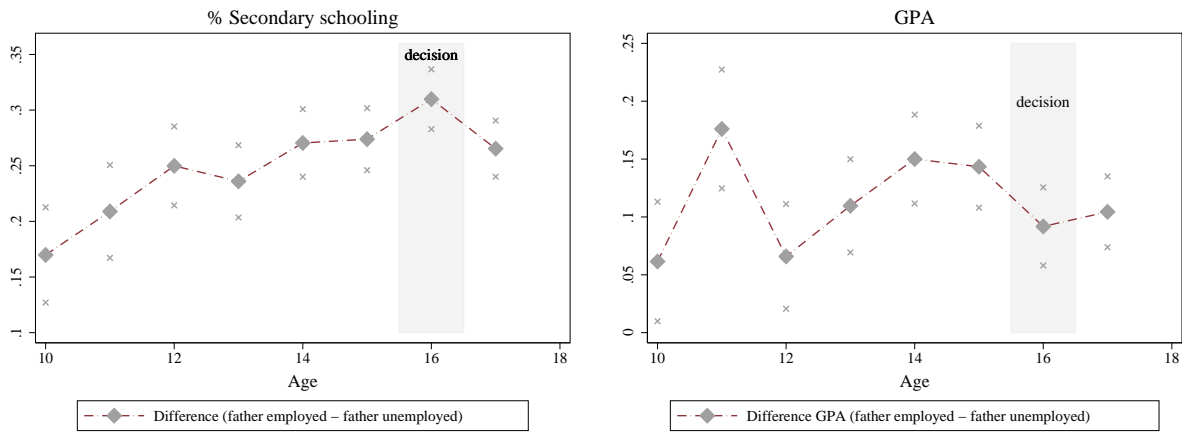 % Secondary schooling
.35
.3
.25
.2
.15
.1
decision
10
12
14
16
18
Age
Difference (father employed – father unemployed)
GPA
.25
.2
.15
.1
.05
0
decision
10
12
14
16
18
Age
Difference GPA (father employed – father unemployed)